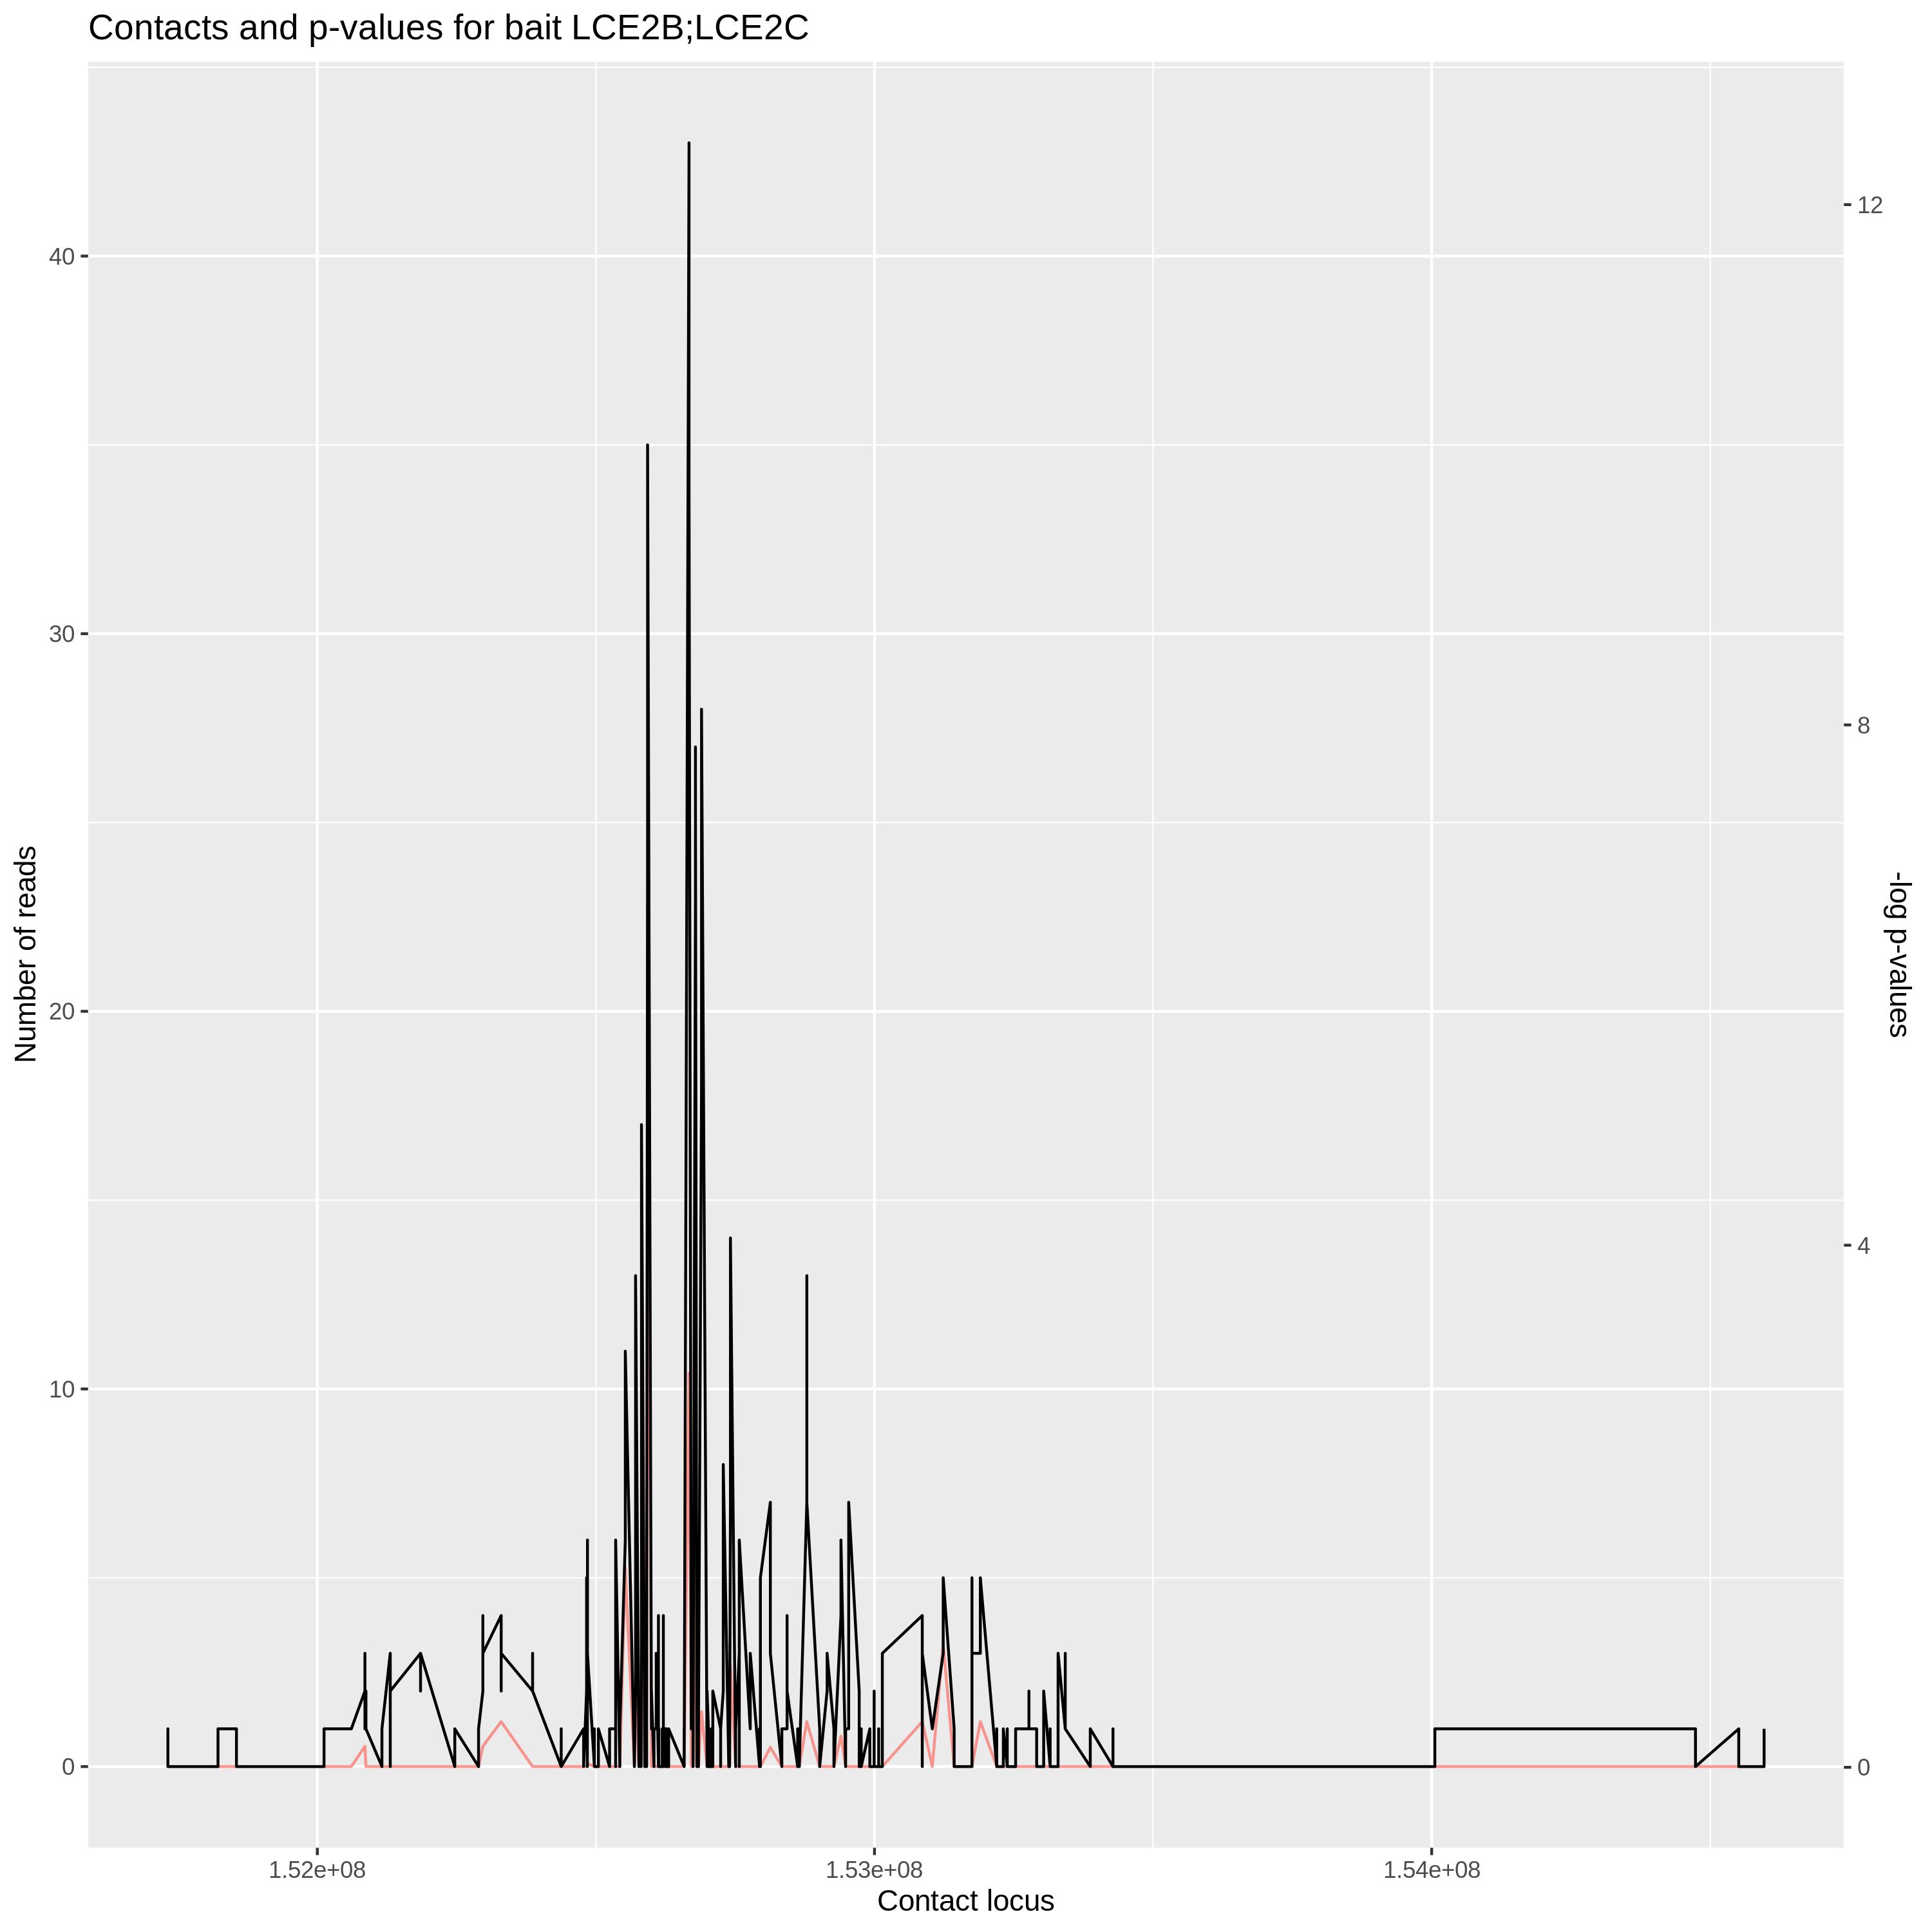 Contacts and p-values for bait LCE2B;LCE2C
Number of reads
40
30
20
10
0
12
8
4
0
-log p-values
1.52e+08
1.53e+08
1.54e+08
Contact locus